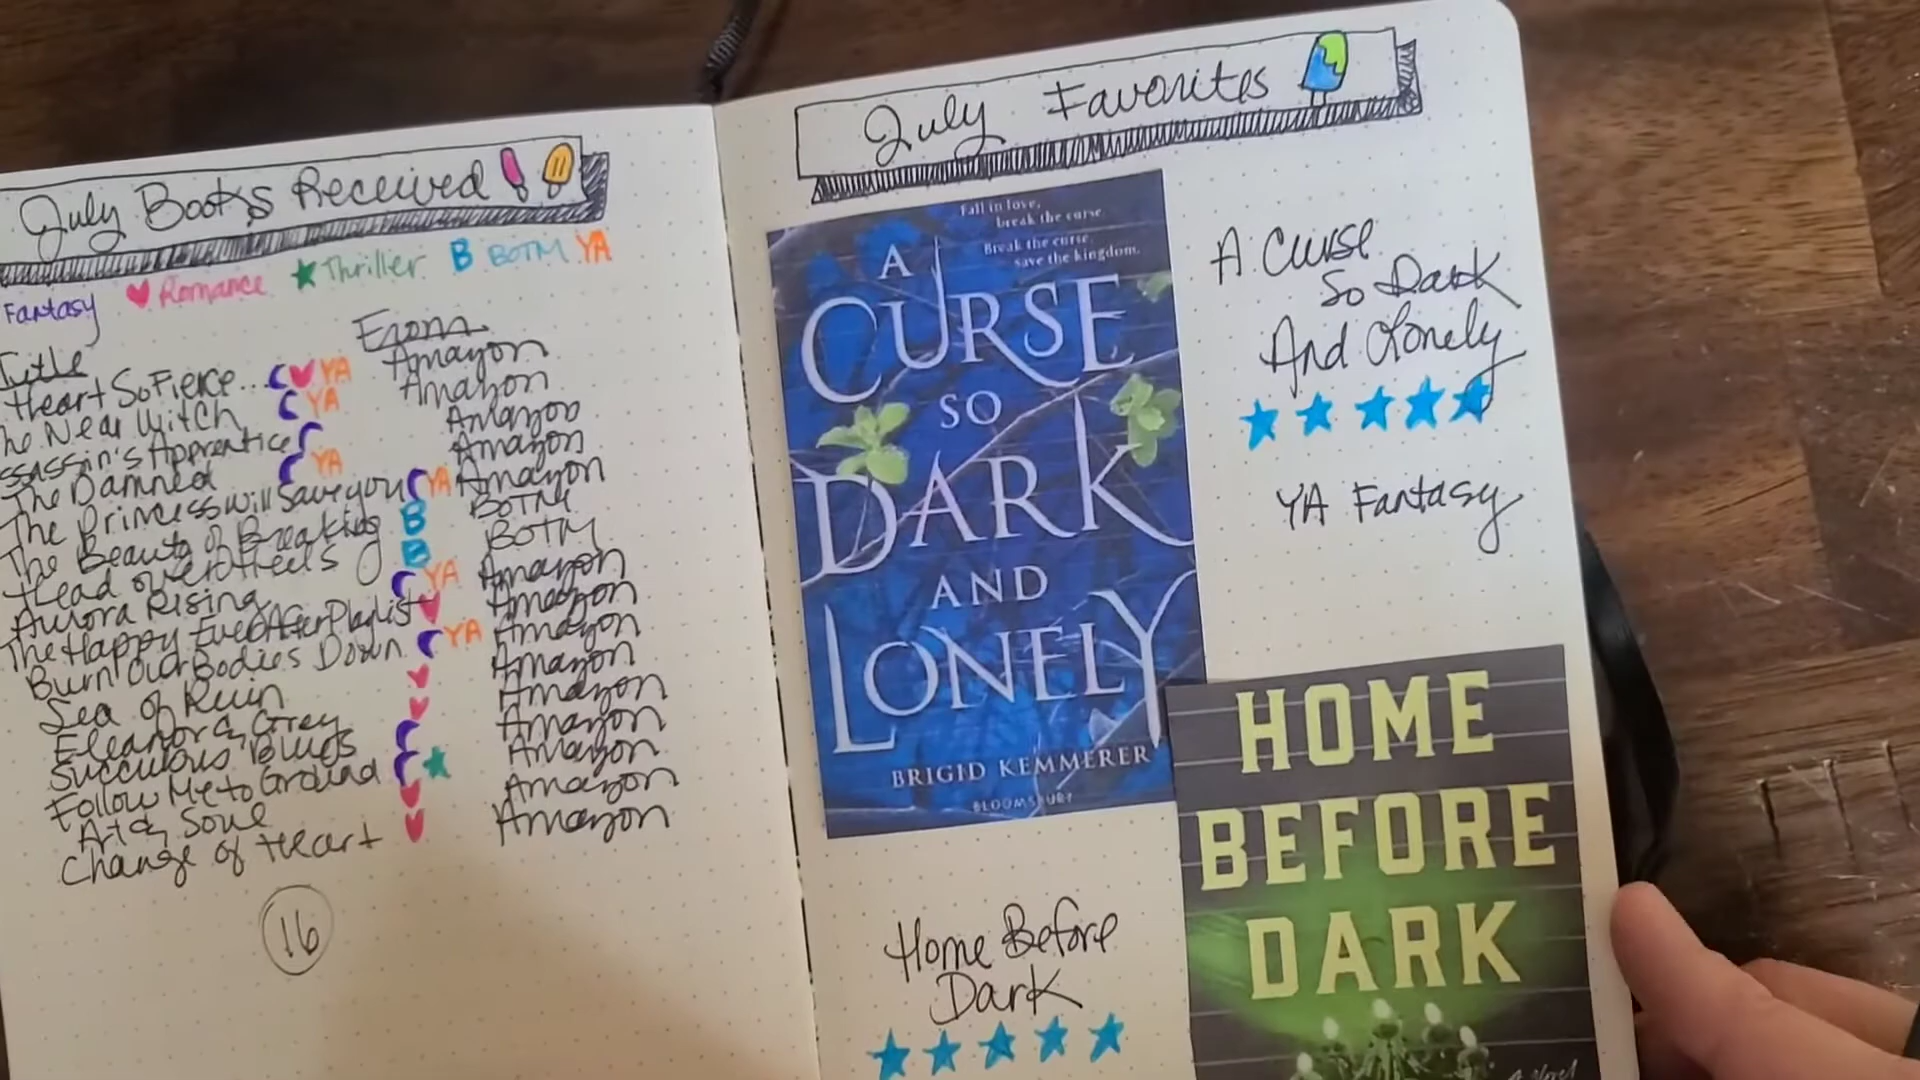 July Books Received
Fantasy Romance Thriller B BOTM YA
Title From
Heart So Fierce... YA Amazon
The Near Witch YA Amazon
Assassin's Apprentice Amazon
The Damned YA Amazon
The Princess Will Save you YA Amazon
The Beauty of Breaking B BOTM
Head over Heels B BOTM
Aurora Rising YA Amazon
The Happy Ever After Playlist Amazon
Burn Our Bodies Down YA Amazon
Sea of Ruin Amazon
Eleanor & Grey Amazon
Succulous Blues Amazon
Follow Me to Ground Amazon
Art & Soul Amazon
Change of Heart Amazon
16
July Favorites
Fall in love,
break the curse.
Break the curse,
save the kingdom.
A
CURSE
SO
DARK
AND
LONELY
BRIGID KEMMERER
BLOOMSBURY
A Curse
So Dark
And Lonely
YA Fantasy
HOME
BEFORE
DARK
A Novel
Home Before
Dark